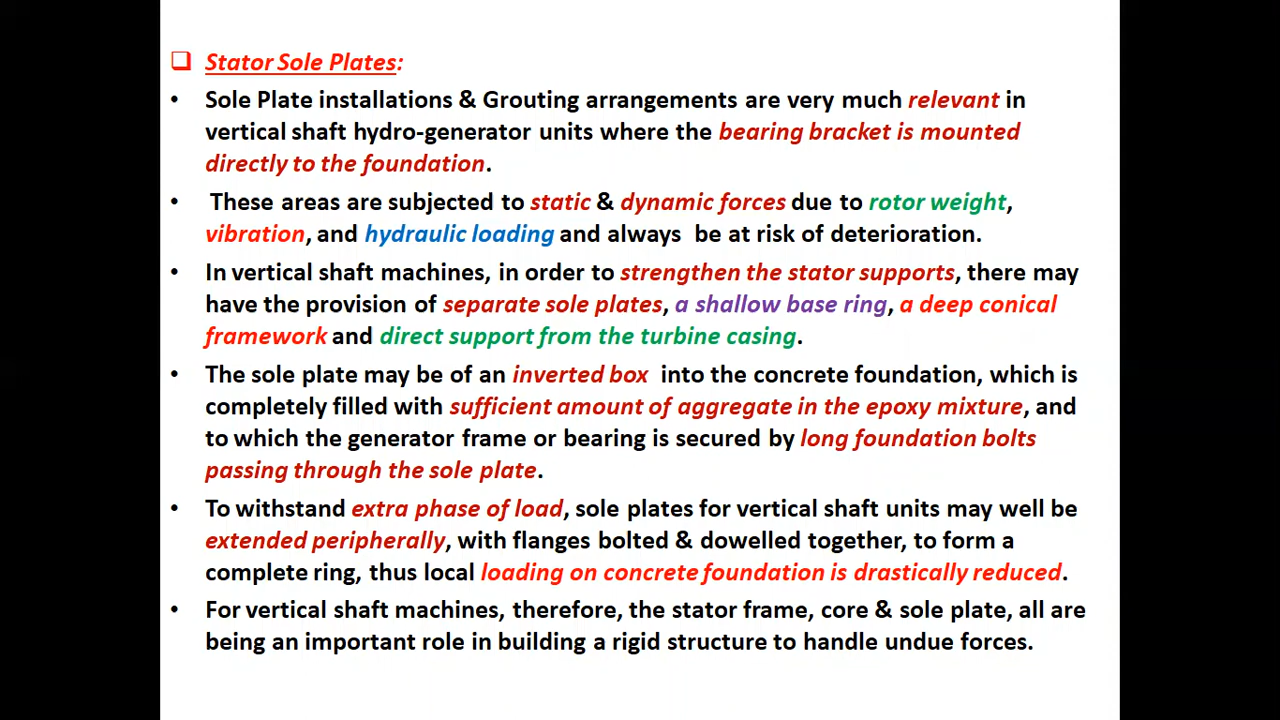 ❑ Stator Sole Plates:
• Sole Plate installations & Grouting arrangements are very much relevant in
vertical shaft hydro-generator units where the bearing bracket is mounted
directly to the foundation.
• These areas are subjected to static & dynamic forces due to rotor weight,
vibration, and hydraulic loading and always be at risk of deterioration.
• In vertical shaft machines, in order to strengthen the stator supports, there may
have the provision of separate sole plates, a shallow base ring, a deep conical
framework and direct support from the turbine casing.
• The sole plate may be of an inverted box into the concrete foundation, which is
completely filled with sufficient amount of aggregate in the epoxy mixture, and
to which the generator frame or bearing is secured by long foundation bolts
passing through the sole plate.
• To withstand extra phase of load, sole plates for vertical shaft units may well be
extended peripherally, with flanges bolted & dowelled together, to form a
complete ring, thus local loading on concrete foundation is drastically reduced.
• For vertical shaft machines, therefore, the stator frame, core & sole plate, all are
being an important role in building a rigid structure to handle undue forces.